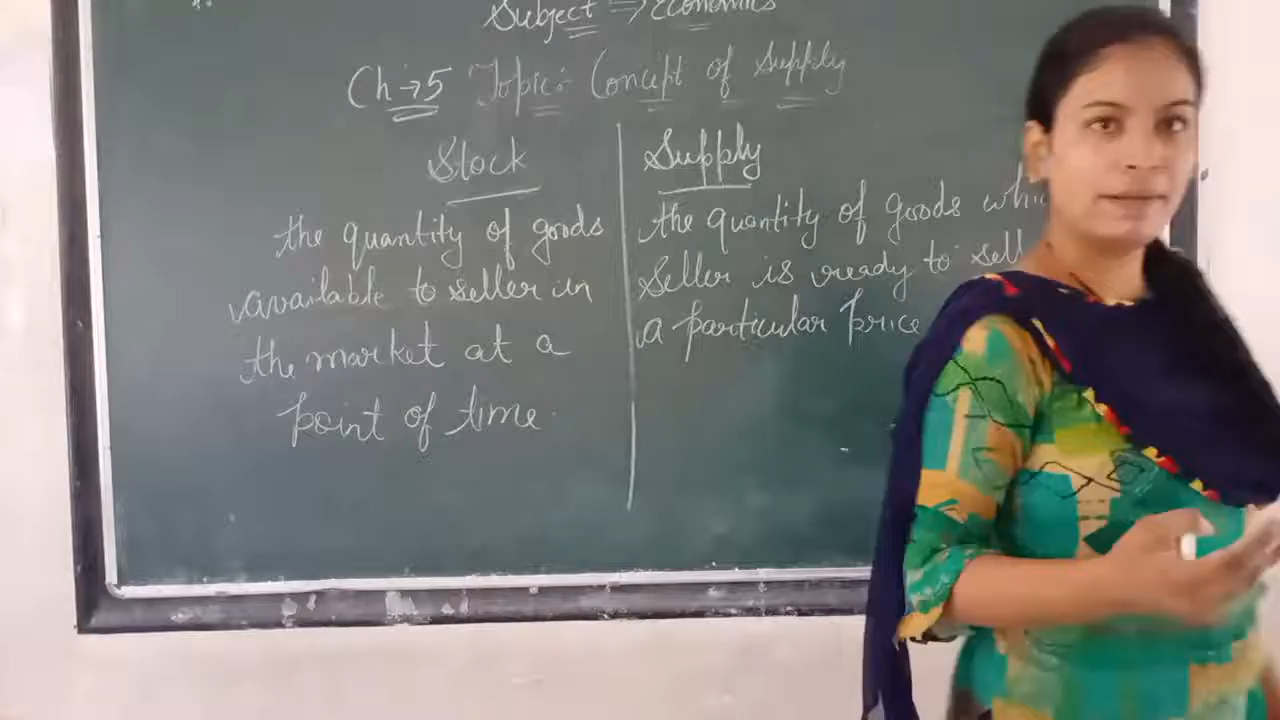 Subject ⇒ Economics
Ch→5 Topic:- Concept of Supply
Stock
the quantity of goods
available to seller in
the market at a
point of time.
Supply
the quantity of goods
seller is ready to sell
a particular price